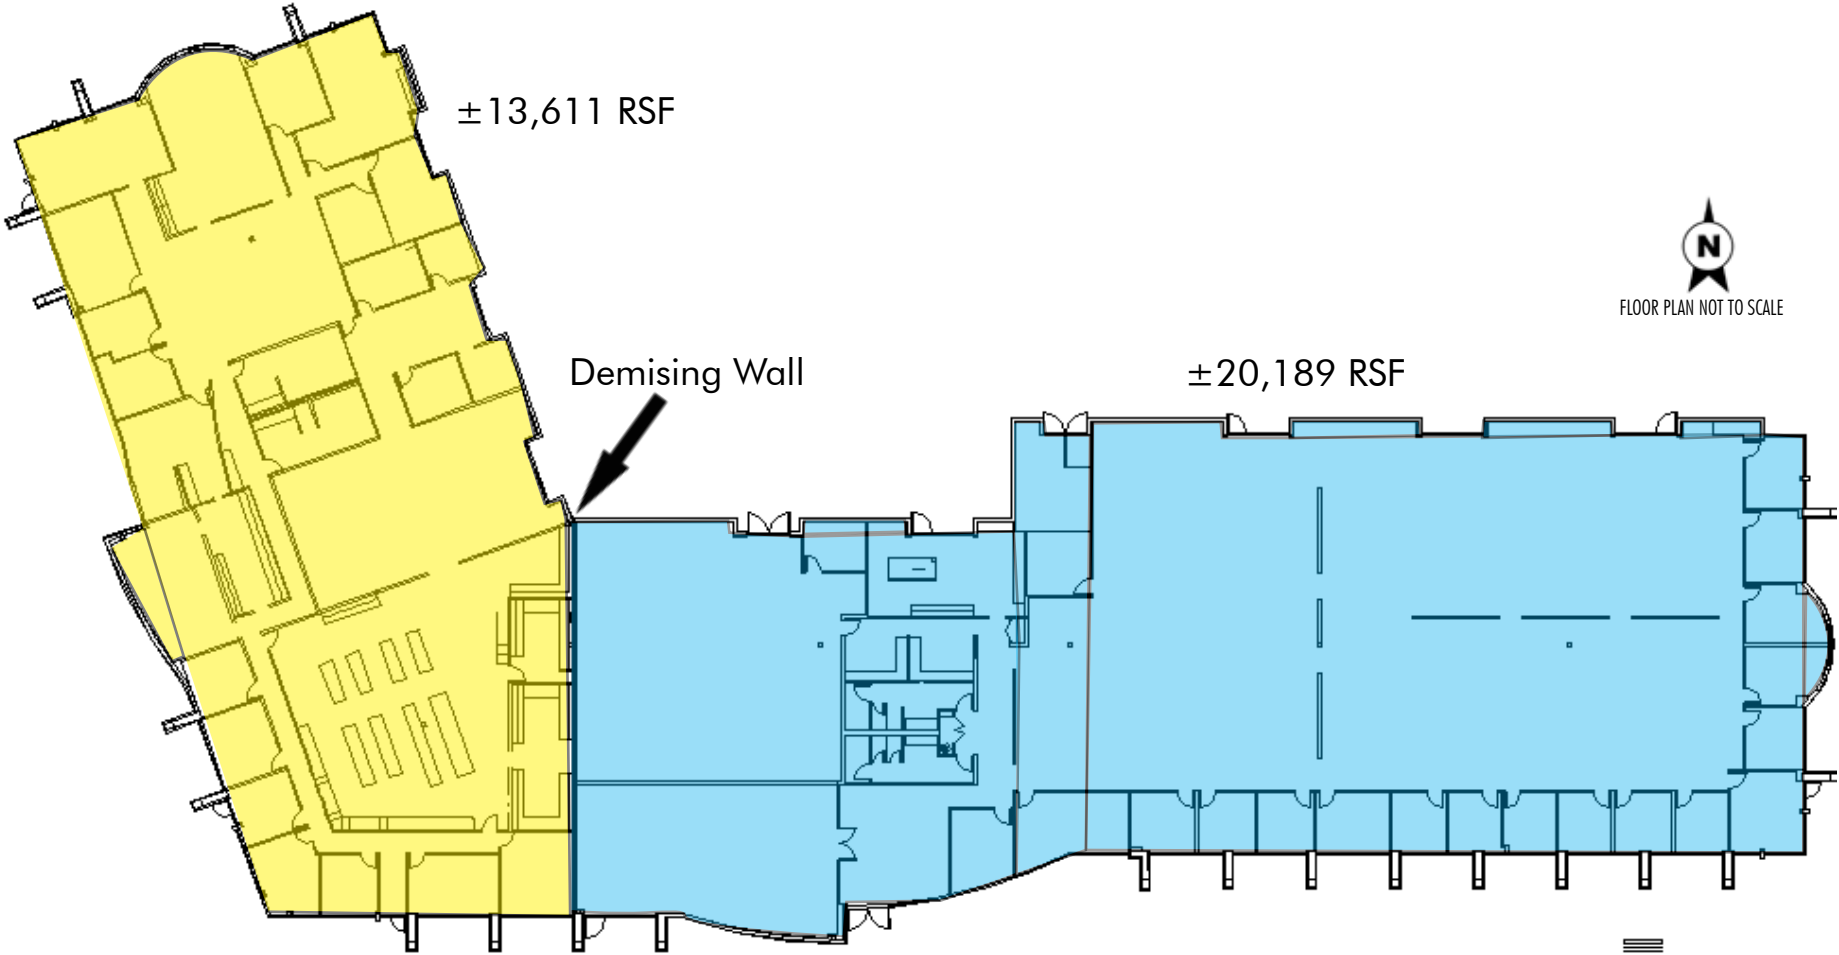 ±13,611 RSF
N
FLOOR PLAN NOT TO SCALE
Demising Wall
±20,189 RSF